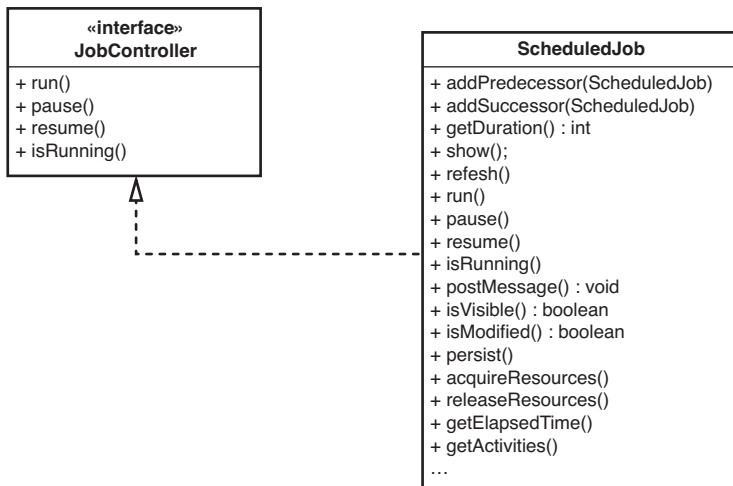 «interface»
JobController
+ run()
+ pause()
+ resume()
+ isRunning()
ScheduledJob
+ addPredecessor(ScheduledJob)
+ addSuccessor(ScheduledJob)
+ getDuration() : int
+ show();
+ refesh()
+ run()
+ pause()
+ resume()
+ isRunning()
+ postMessage() : void
+ isVisible() : boolean
+ isModified() : boolean
+ persist()
+ acquireResources()
+ releaseResources()
+ getElapsedTime()
+ getActivities()
…